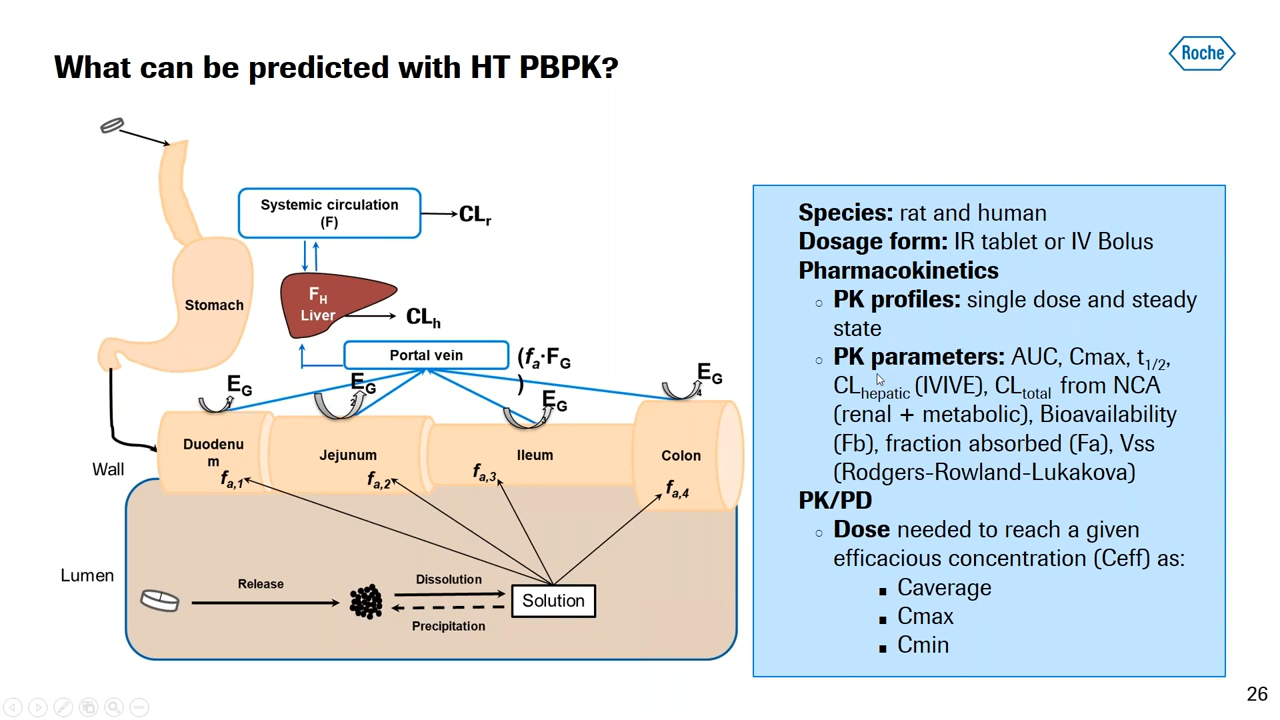 What can be predicted with HT PBPK?
Roche
Systemic circulation
(F)
CLr
FH
Liver
CLh
Stomach
Portal vein
(fa·FG
)
EG
1
EG
2
EG
3
EG
4
Wall
Duodenu
m
fa,1
Jejunum
fa,2
Ileum
fa,3
Colon
fa,4
Lumen
Release
Dissolution
Precipitation
Solution
Species: rat and human
Dosage form: IR tablet or IV Bolus
Pharmacokinetics
PK profiles: single dose and steady
state
PK parameters: AUC, Cmax, t1/2,
CLhepatic (IVIVE), CLtotal from NCA
(renal + metabolic), Bioavailability
(Fb), fraction absorbed (Fa), Vss
(Rodgers-Rowland-Lukakova)
PK/PD
Dose needed to reach a given
efficacious concentration (Ceff) as:
Caverage
Cmax
Cmin
26